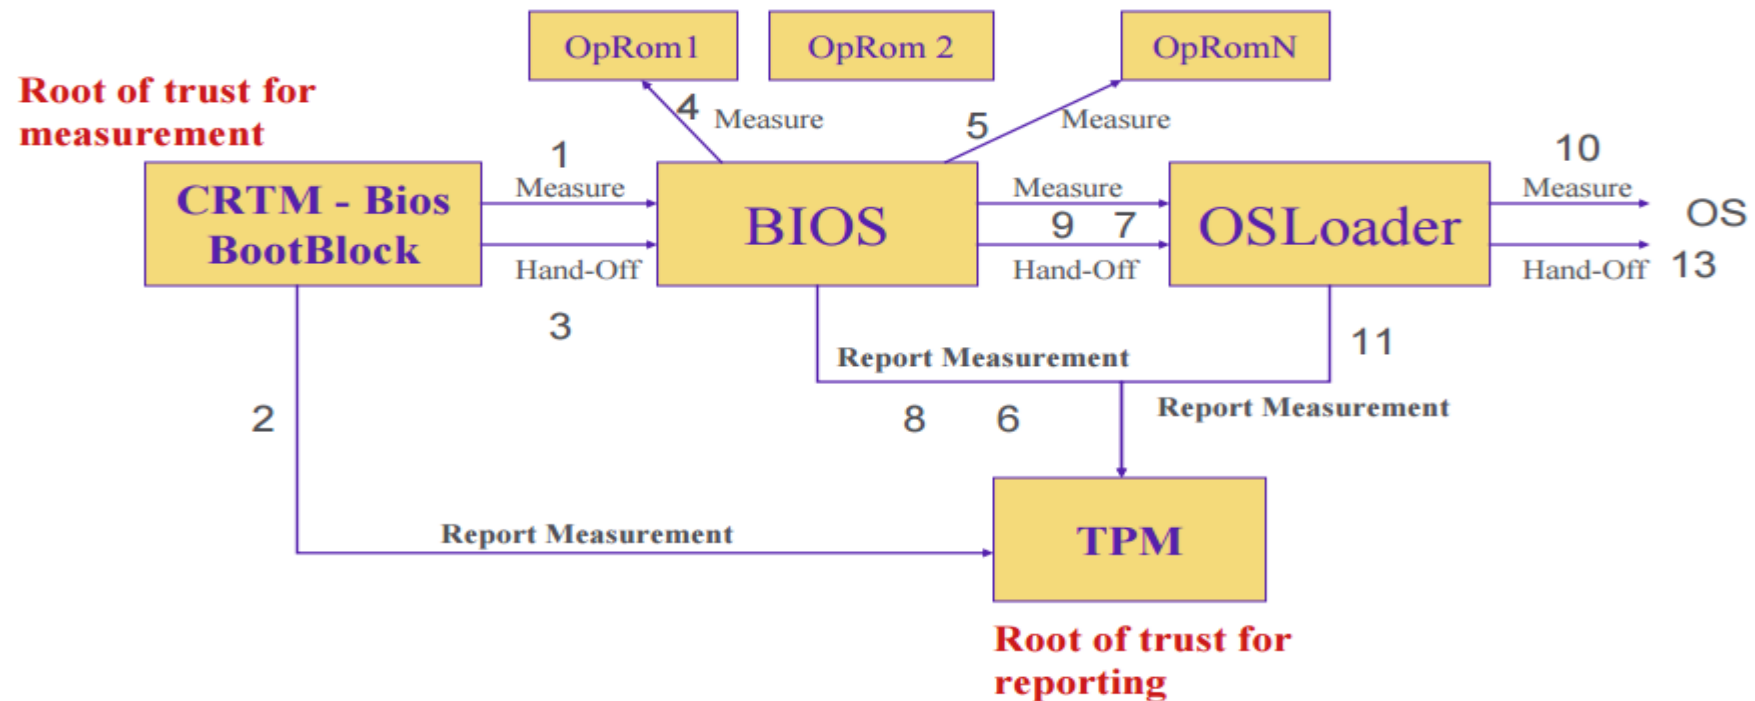 OpRom1
OpRom 2
OpRomN
Root of trust for
measurement
4
Measure
5
Measure
1
Measure
10
Measure
CRTM - Bios
BootBlock
BIOS
Measure
9 7
OSLoader
OS
Hand-Off
Hand-Off
Hand-Off
13
3
11
Report Measurement
2
8 6
Report Measurement
Report Measurement
TPM
Root of trust for
reporting